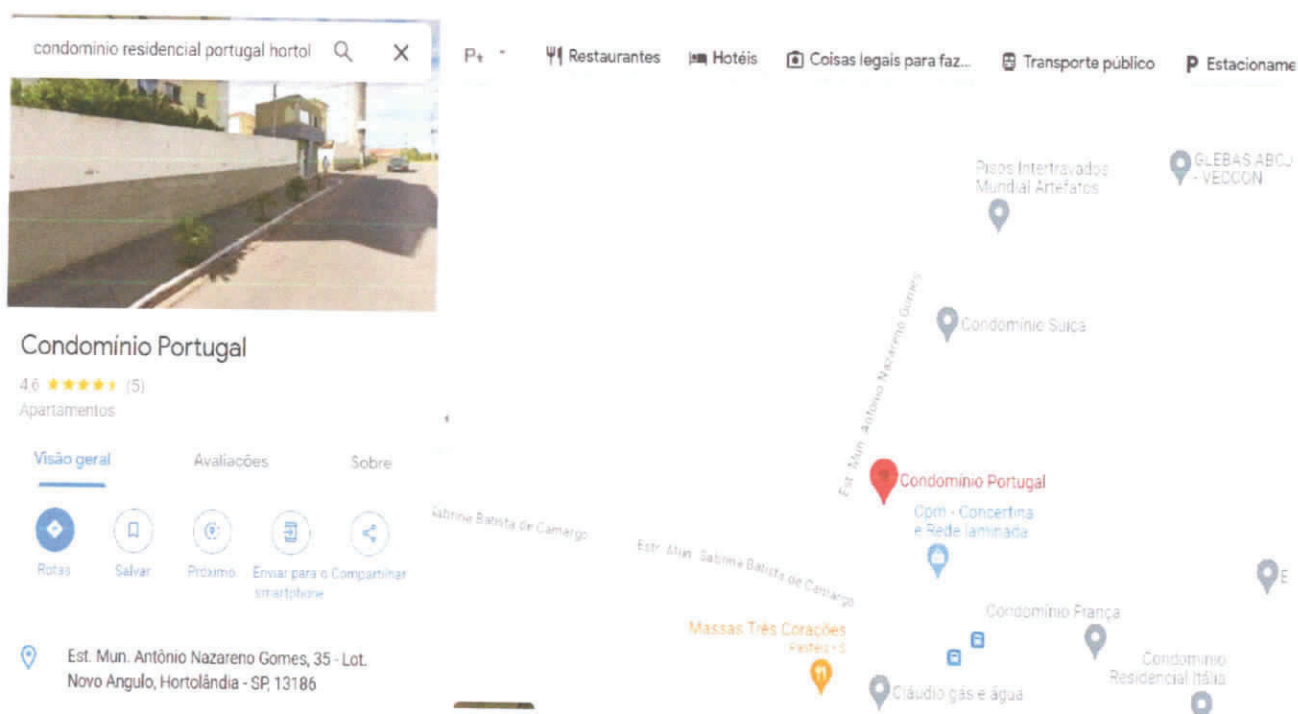 condominio residencial portugal hortol
Restaurantes
Hotéis
Coisas legais para faz...
Transporte público
P Estacioname
Condomínio Portugal
4,6 (5)
Apartamentos
Visão geral
Avaliações
Sobre
Rotas
Salvar
Próximo
Enviar para o
smartphone
Compartilhar
Est. Mun. Antônio Nazareno Gomes, 35 - Lot.
Novo Angulo, Hortolândia - SP, 13186
Pisos Intertravados
Mundial Artefatos
GLEBAS ABCJ
- VECCON
Condomínio Suiça
Est. Mun. Antônio Nazareno Gomes
Condomínio Portugal
Cpm - Concertina
e Rede laminada
Sabrina Batista de Camargo
Estr. Mun. Sabrina Batista de Camargo
Massas Três Corações
Condomínio França
Condominio
Residencial Itália
Cláudio gás e água
E